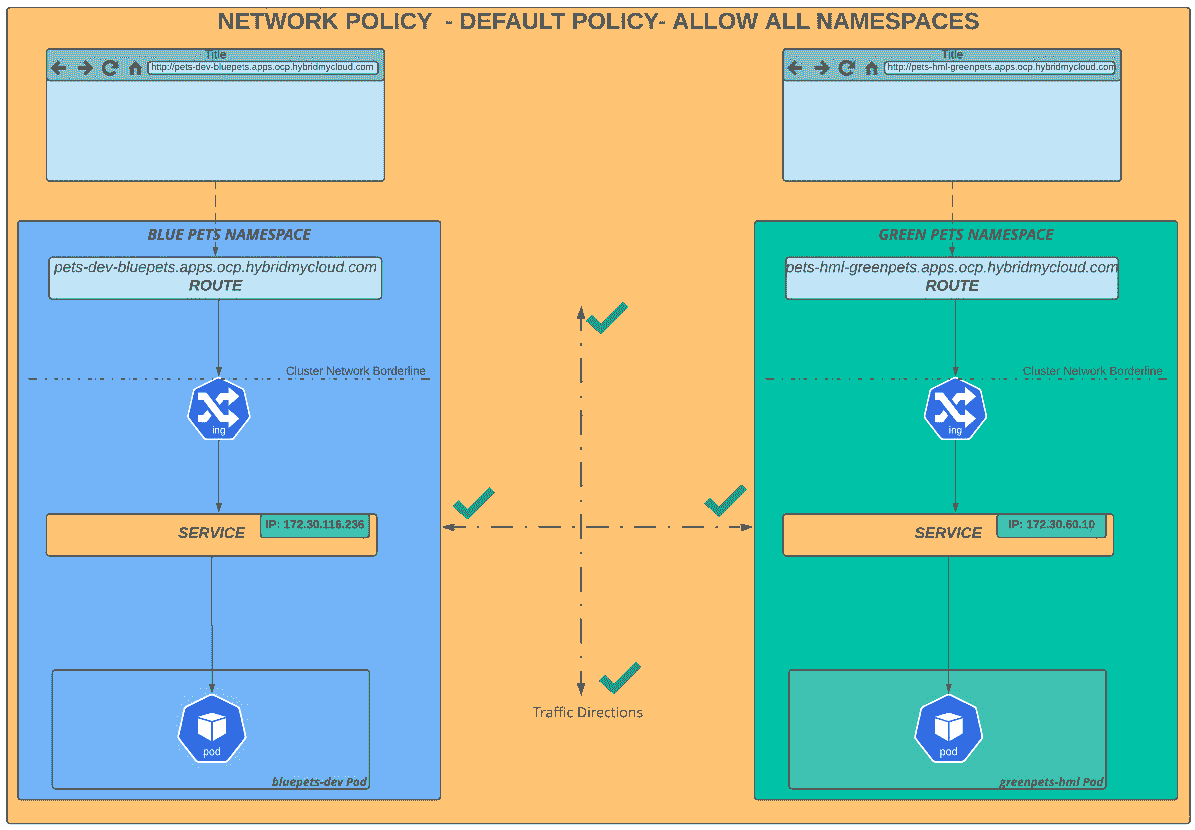 NETWORK POLICY - DEFAULT POLICY- ALLOW ALL NAMESPACES
Title
http://pets-dev-bluepets.apps.ocp.hybridmycloud.com
Title
http://pets-hml-greenpets.apps.ocp.hybridmycloud.com
BLUE PETS NAMESPACE
pets-dev-bluepets.apps.ocp.hybridmycloud.com
ROUTE
Cluster Network Borderline
ing
SERVICE
IP: 172.30.116.236
pod
bluepets-dev Pod
Traffic Directions
GREEN PETS NAMESPACE
pets-hml-greenpets.apps.ocp.hybridmycloud.com
ROUTE
Cluster Network Borderline
ing
SERVICE
IP: 172.30.60.10
pod
greenpets-hml Pod